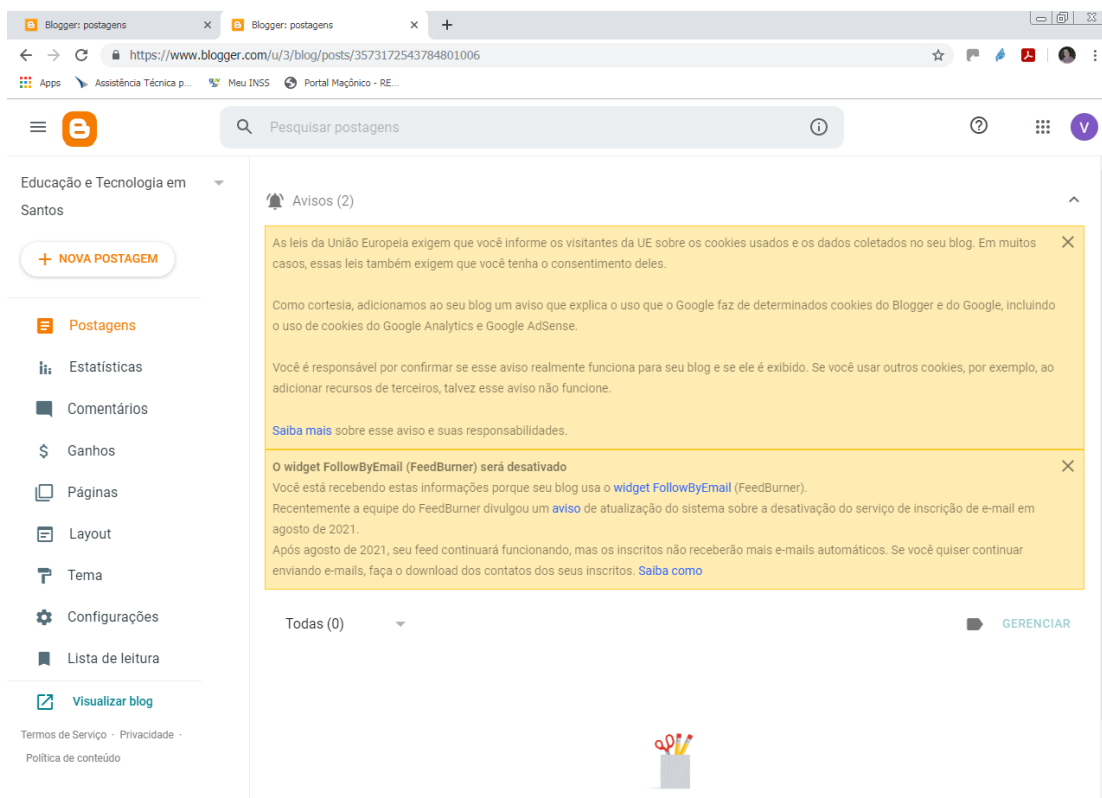 Blogger: postagens
Blogger: postagens
https://www.blogger.com/u/3/blog/posts/3573172543784801006
Apps
Assistência Técnica p...
Meu INSS
Portal Maçônico - RE...
Pesquisar postagens
V
Educação e Tecnologia em
Santos
NOVA POSTAGEM
Postagens
Estatísticas
Comentários
Ganhos
Páginas
Layout
Tema
Configurações
Lista de leitura
Visualizar blog
Termos de Serviço · Privacidade ·
Política de conteúdo
Avisos (2)
As leis da União Europeia exigem que você informe os visitantes da UE sobre os cookies usados e os dados coletados no seu blog. Em muitos
casos, essas leis também exigem que você tenha o consentimento deles.
Como cortesia, adicionamos ao seu blog um aviso que explica o uso que o Google faz de determinados cookies do Blogger e do Google, incluindo
o uso de cookies do Google Analytics e Google AdSense.
Você é responsável por confirmar se esse aviso realmente funciona para seu blog e se ele é exibido. Se você usar outros cookies, por exemplo, ao
adicionar recursos de terceiros, talvez esse aviso não funcione.
Saiba mais sobre esse aviso e suas responsabilidades.
O widget FollowByEmail (FeedBurner) será desativado
Você está recebendo estas informações porque seu blog usa o widget FollowByEmail (FeedBurner).
Recentemente a equipe do FeedBurner divulgou um aviso de atualização do sistema sobre a desativação do serviço de inscrição de e-mail em
agosto de 2021.
Após agosto de 2021, seu feed continuará funcionando, mas os inscritos não receberão mais e-mails automáticos. Se você quiser continuar
enviando e-mails, faça o download dos contatos dos seus inscritos. Saiba como
Todas (0)
GERENCIAR